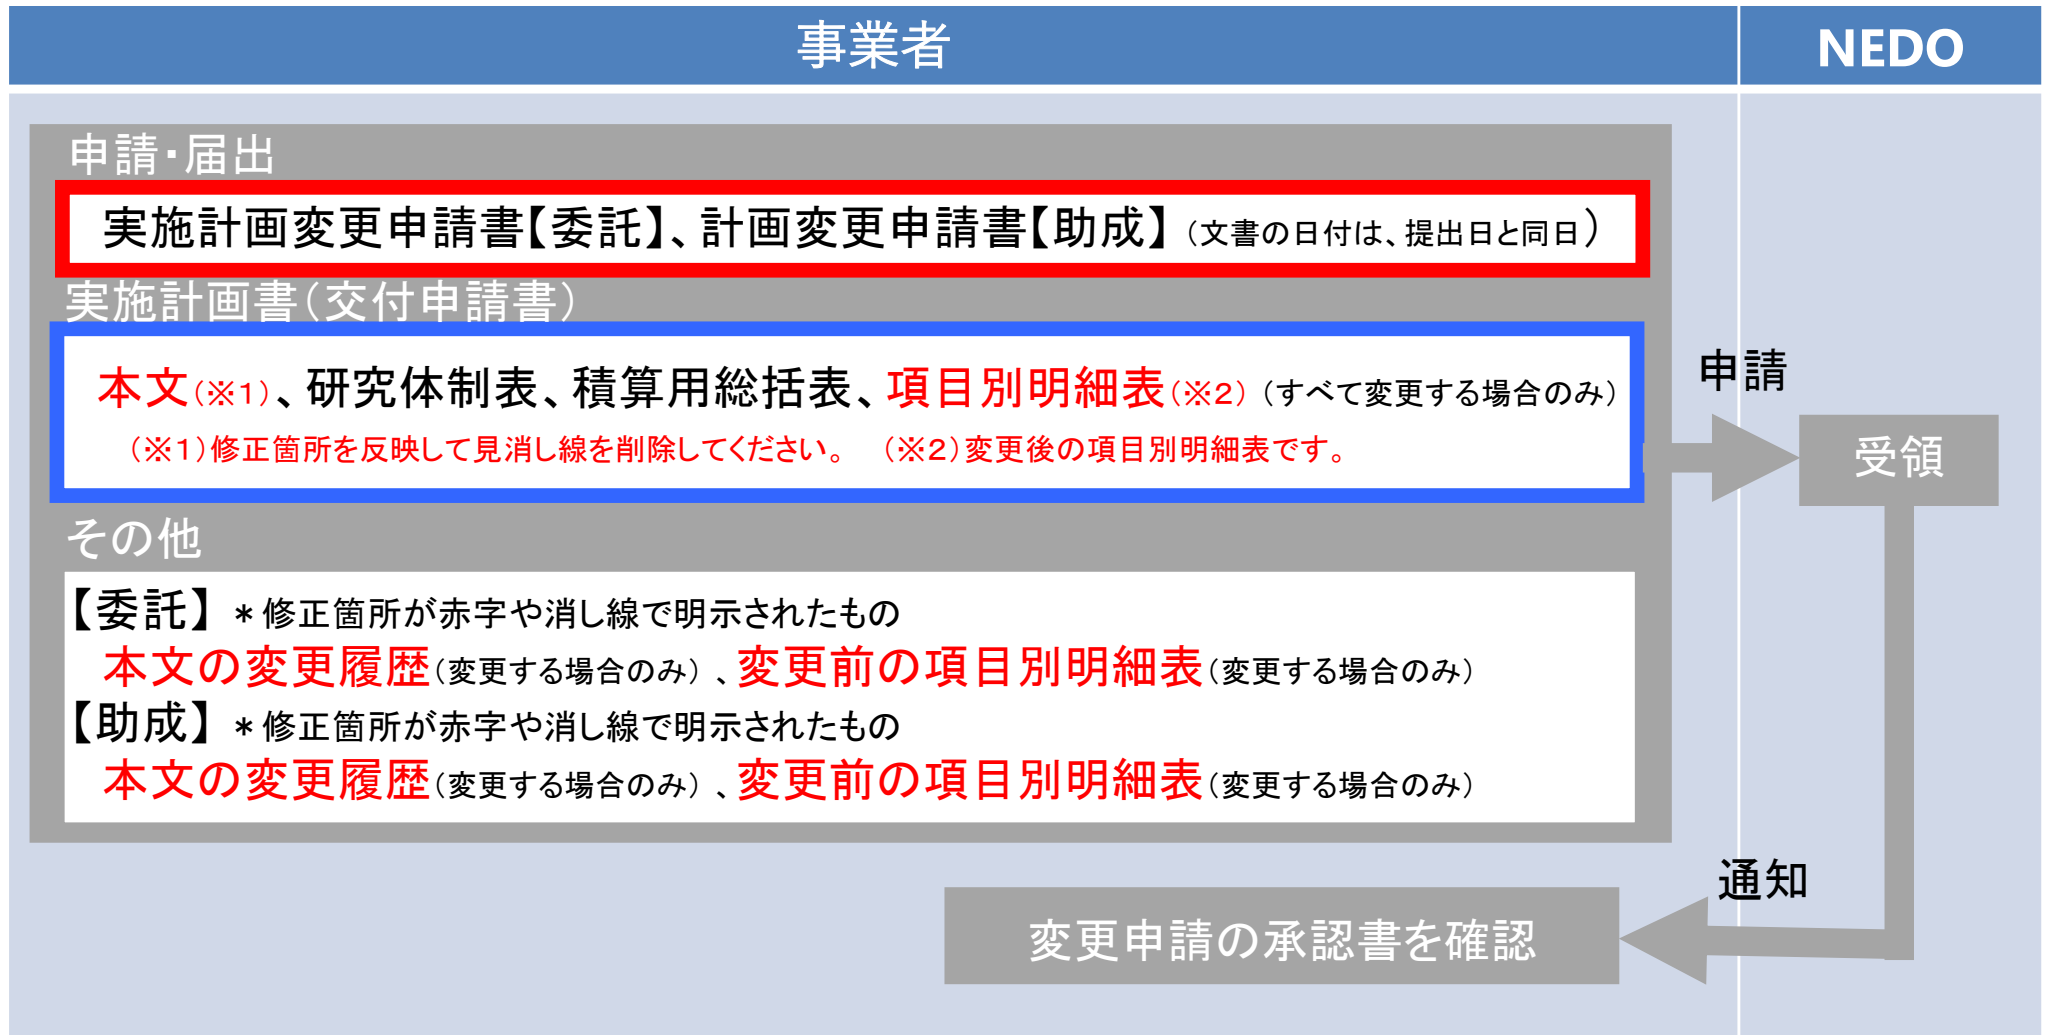 事業者
NEDO
申請・届出
実施計画変更申請書【委託】、計画変更申請書【助成】（文書の日付は、提出日と同日）
実施計画書（交付申請書）
本文（※１）、研究体制表、積算用総括表、項目別明細表（※２）（すべて変更する場合のみ）
（※１）修正箇所を反映して見消し線を削除してください。 （※２）変更後の項目別明細表です。
申請
受領
その他
【委託】＊修正箇所が赤字や消し線で明示されたもの
本文の変更履歴（変更する場合のみ）、変更前の項目別明細表（変更する場合のみ）
【助成】＊修正箇所が赤字や消し線で明示されたもの
本文の変更履歴（変更する場合のみ）、変更前の項目別明細表（変更する場合のみ）
通知
変更申請の承認書を確認